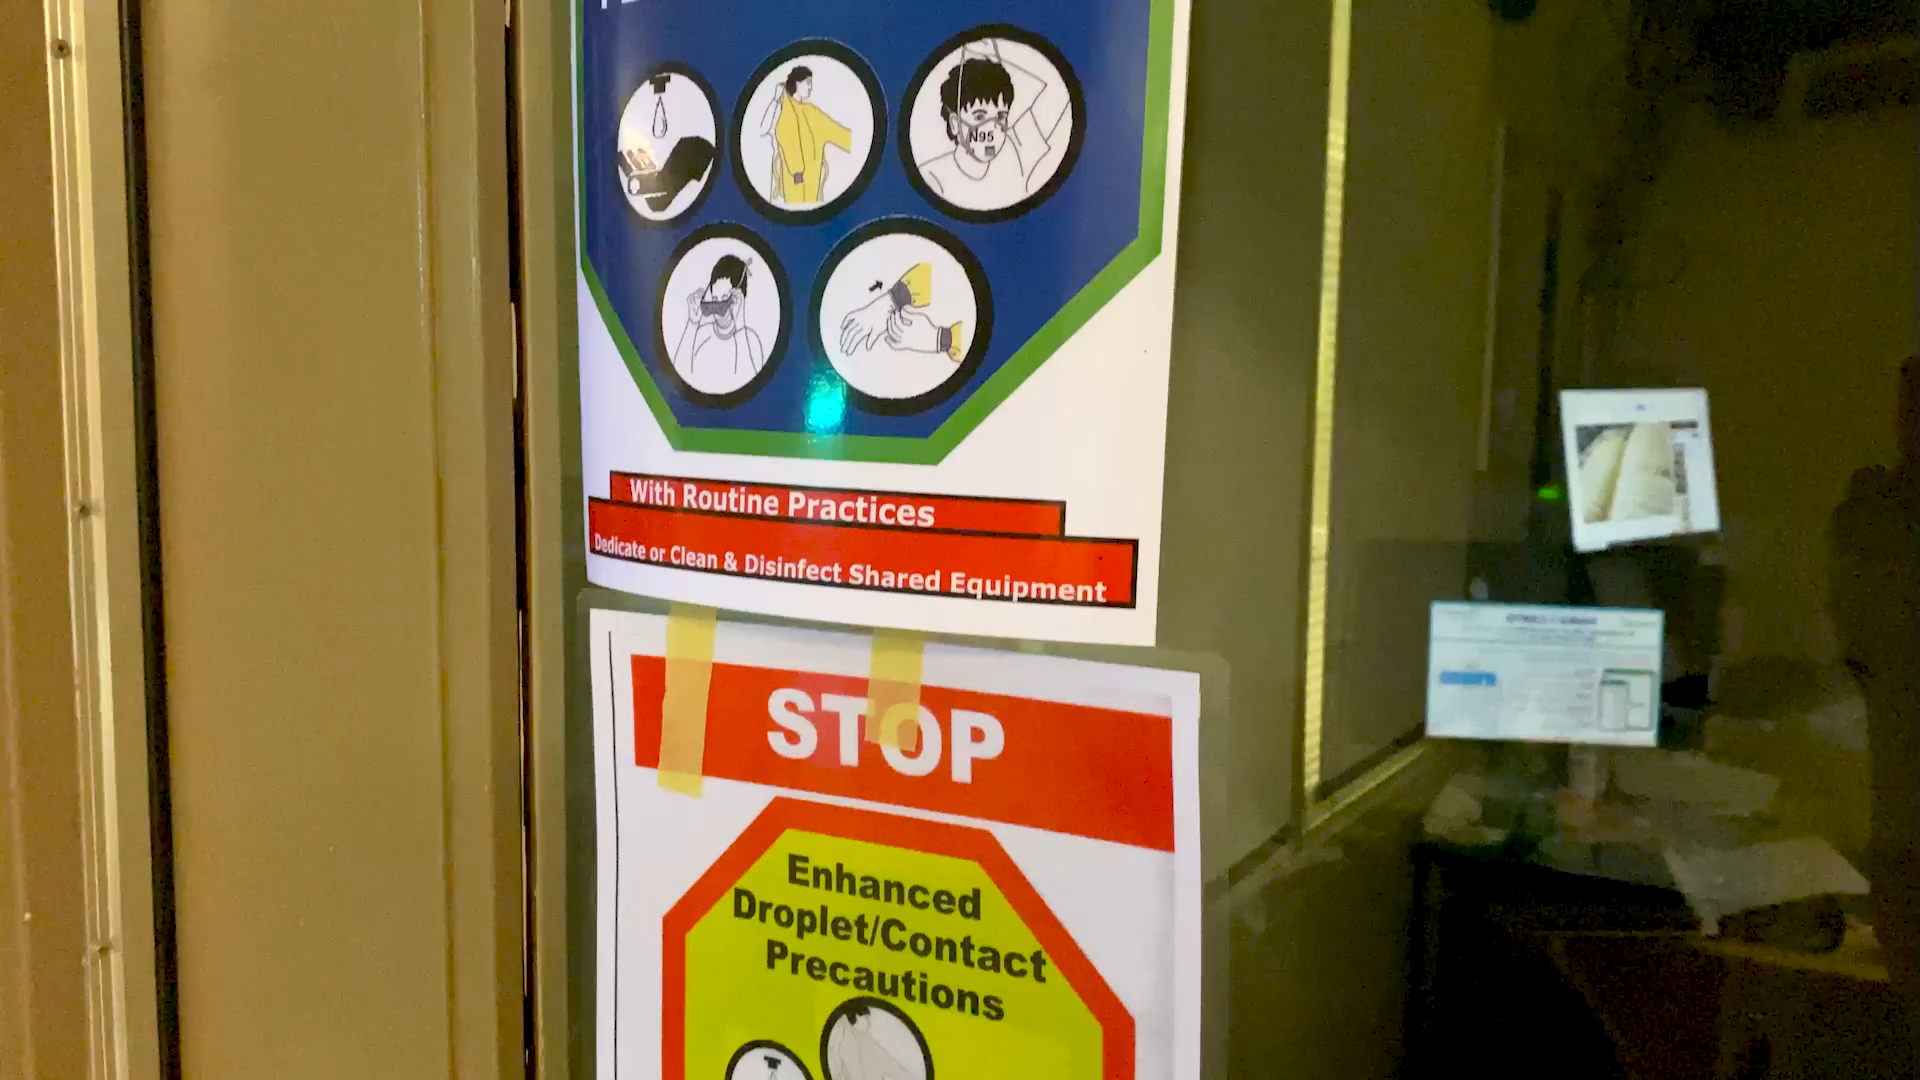 N95
With Routine Practices
Dedicate or Clean & Disinfect Shared Equipment
STOP
Enhanced
Droplet/Contact
Precautions